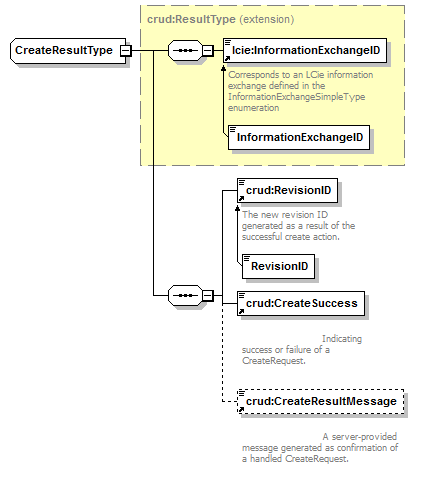 crud:ResultType (extension)
CreateResultType
lcie:InformationExchangeID
Corresponds to an LCie information
exchange defined in the
InformationExchangeSimpleType
enumeration
InformationExchangeID
crud:RevisionID
The new revision ID
generated as a result of the
successful create action.
RevisionID
crud:CreateSuccess
Indicating
success or failure of a
CreateRequest.
crud:CreateResultMessage
A server-provided
message generated as confirmation of
a handled CreateRequest.